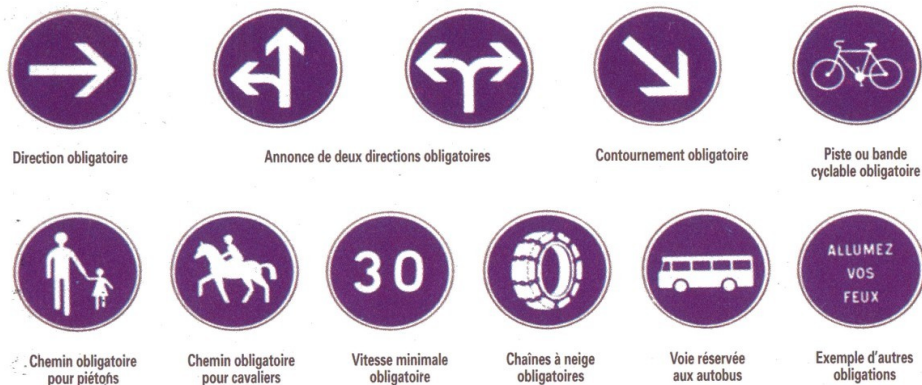 Direction obligatoire
Annonce de deux directions obligatoires
Contournement obligatoire
Piste ou bande
cyclable obligatoire
30
ALLUMEZ
VOS
FEUX
Chemin obligatoire
pour piétons
Chemin obligatoire
pour cavaliers
Vitesse minimale
obligatoire
Chaînes à neige
obligatoires
Voie réservée
aux autobus
Exemple d'autres
obligations